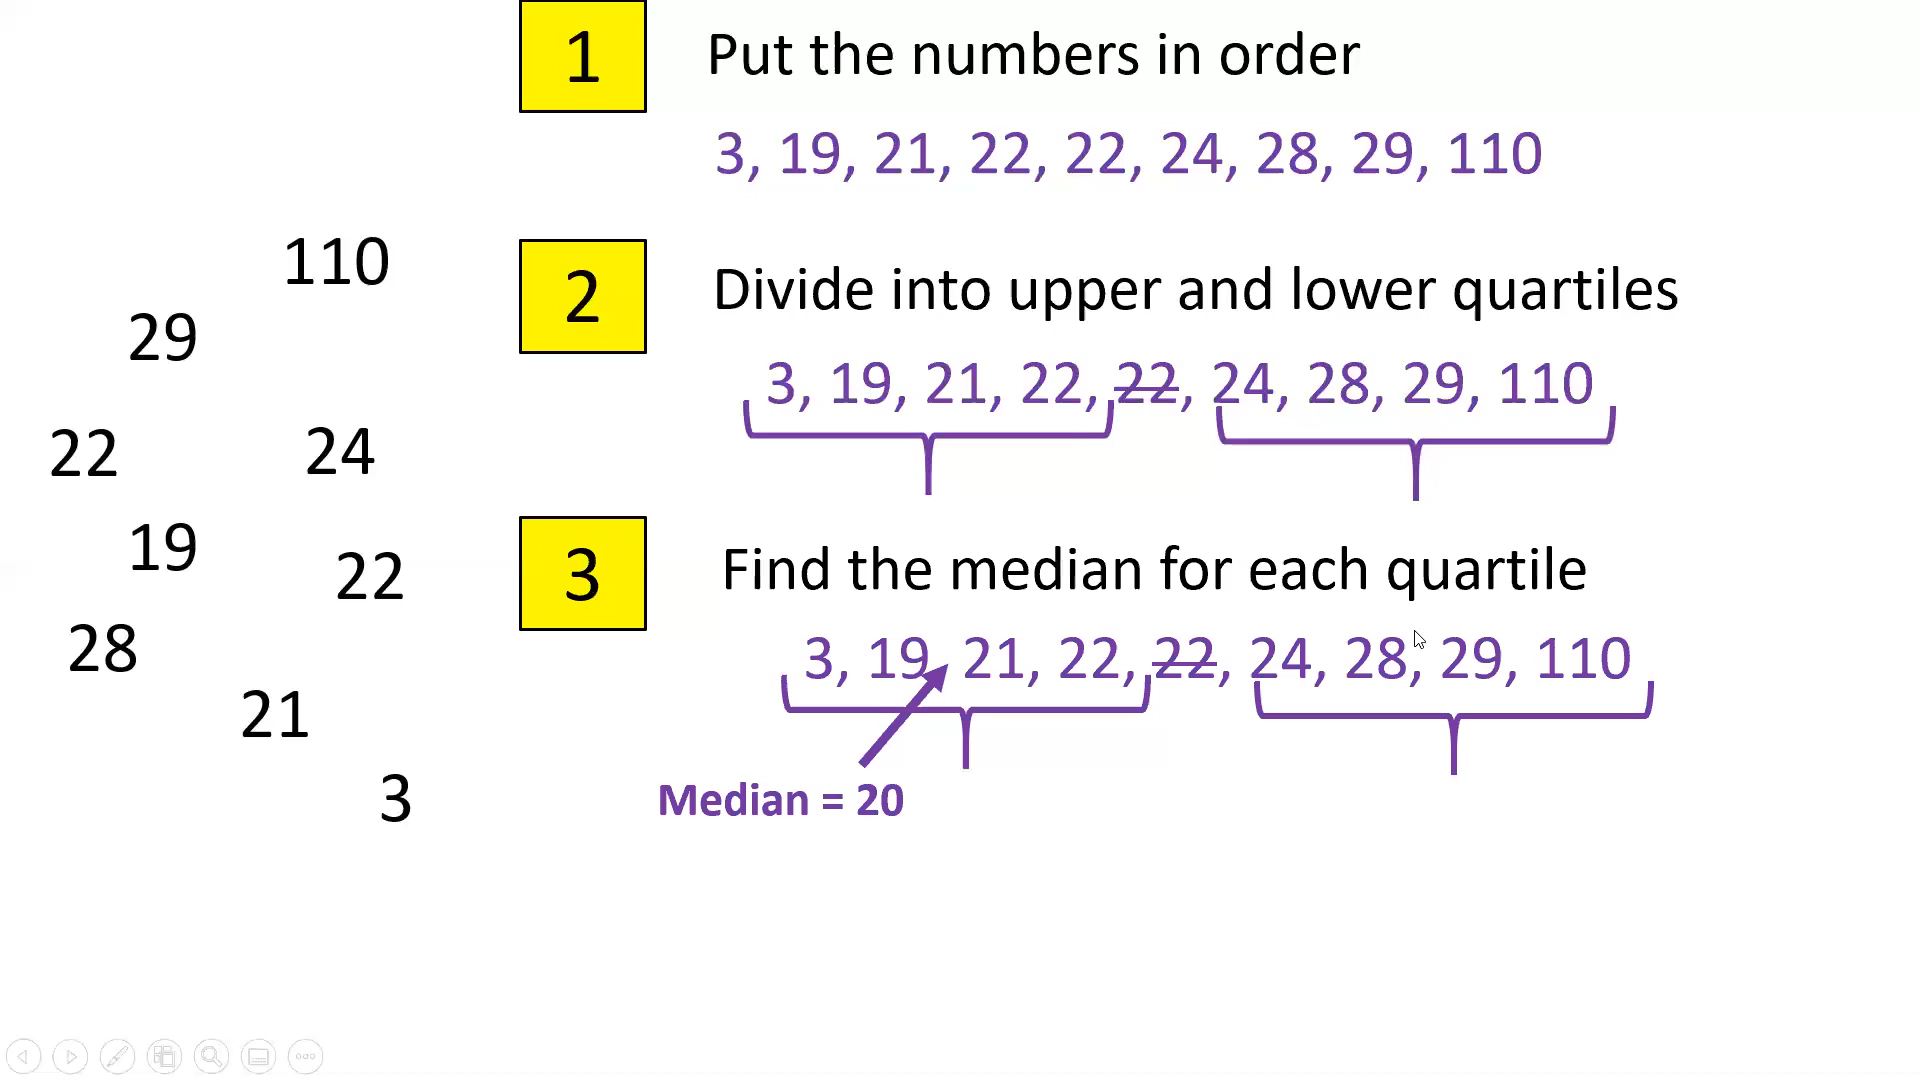 1
Put the numbers in order
3, 19, 21, 22, 22, 24, 28, 29, 110
110
29
22
24
19
22
28
21
3
2
Divide into upper and lower quartiles
3, 19, 21, 22, 22, 24, 28, 29, 110
3
Find the median for each quartile
3, 19, 21, 22, 22, 24, 28, 29, 110
Median = 20